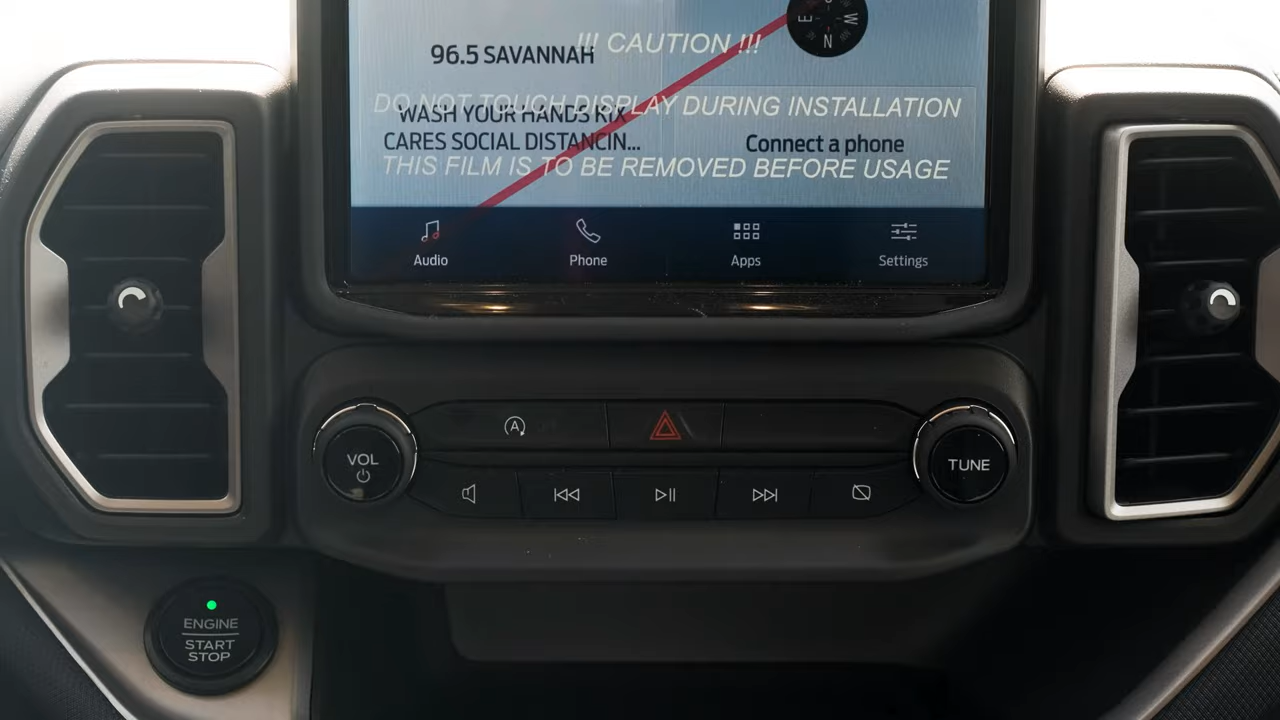 E W N
!!! CAUTION !!!
96.5 SAVANNAH
DO NOT TOUCH DISPLAY DURING INSTALLATION
WASH YOUR HANDS KIX
CARES SOCIAL DISTANCIN...
Connect a phone
THIS FILM IS TO BE REMOVED BEFORE USAGE
Audio
Phone
Apps
Settings
A
VOL
TUNE
ENGINE
START
STOP